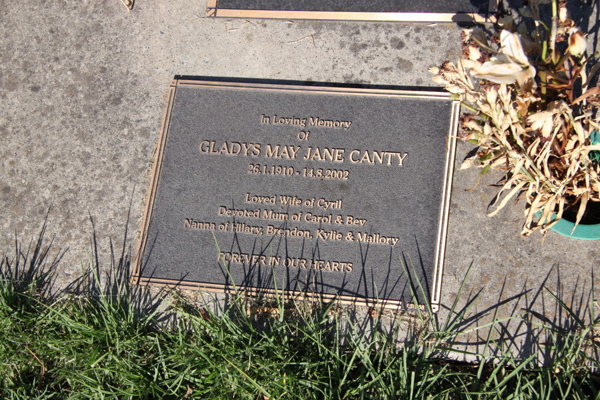 In Loving Memory
Of
GLADYS MAY JANE CANTY
26.1.1910 - 14.8.2002
Loved Wife of Cyril
Devoted Mum of Carol & Bev
Nanna of Hilary, Brendon, Kylie & Mallory
FOREVER IN OUR HEARTS